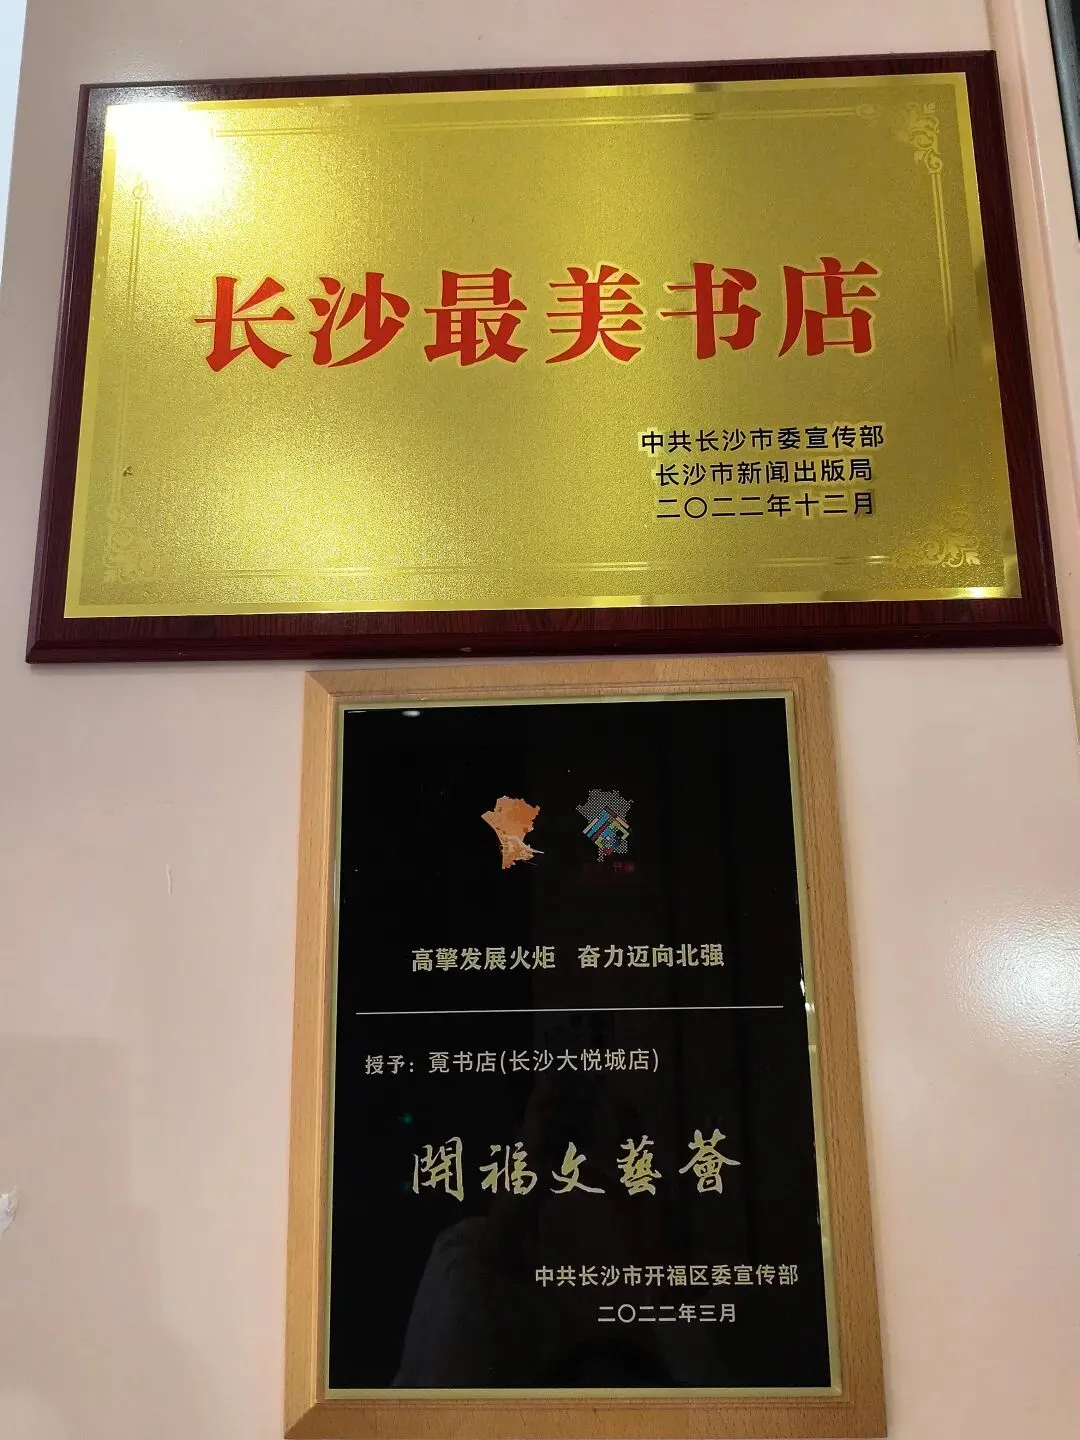 长沙最美书店
中共长沙市委宣传部
长沙市新闻出版局
二〇二二年十二月
高擎发展火炬 奋力迈向北强
授予：覔书店(长沙大悦城店)
開福文藝薈
中共长沙市开福区委宣传部
二〇二二年三月